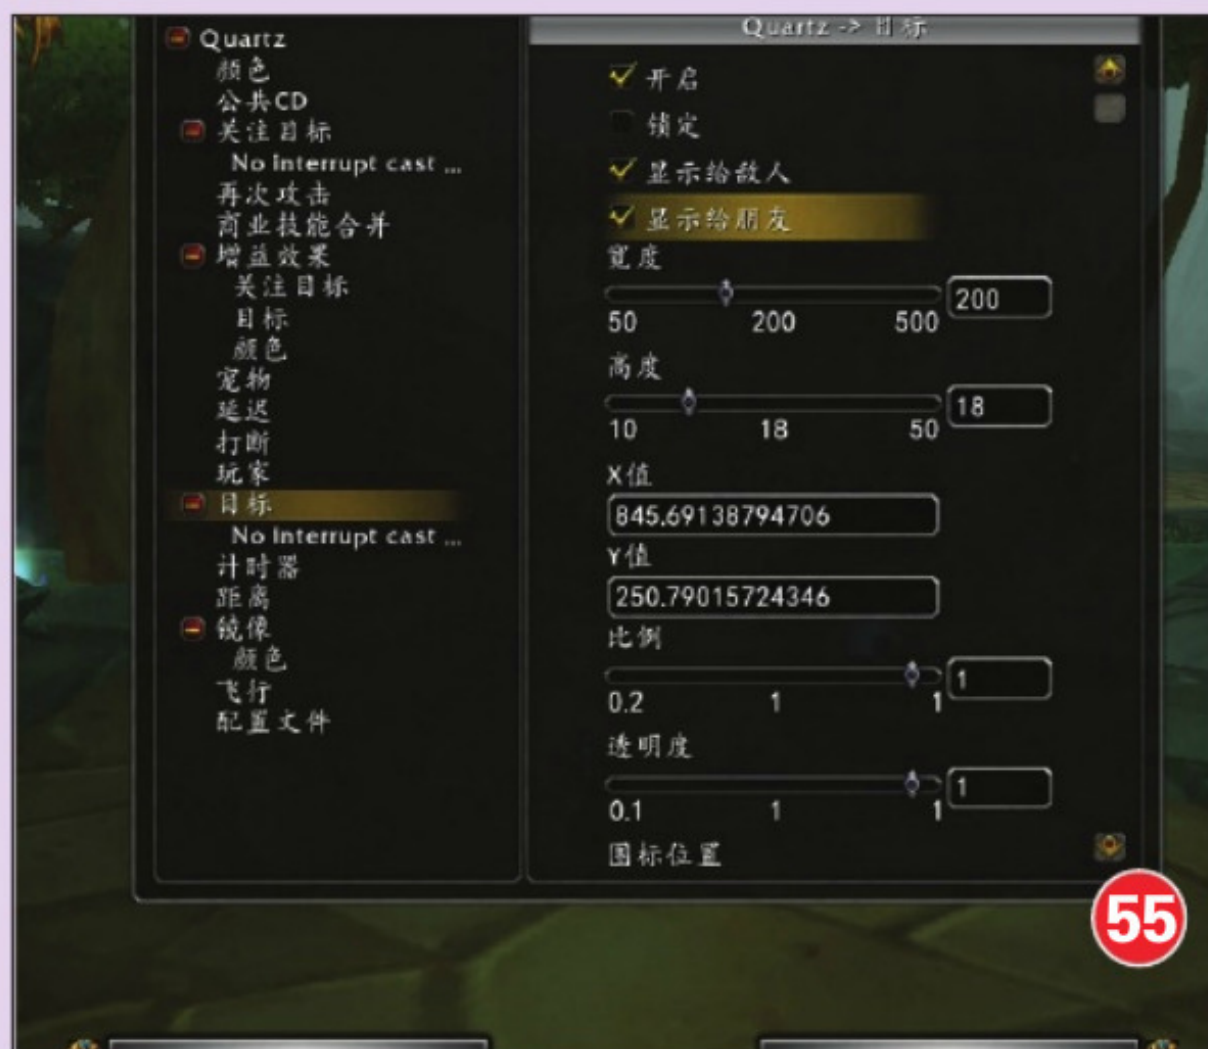 Quartz
颜色
公共CD
关注目标
No interrupt cast ...
再次攻击
商业技能合并
增益效果
关注目标
目标
颜色
宠物
延迟
打断
玩家
目标
No interrupt cast ...
计时器
距离
镜像
颜色
飞行
配置文件
Quartz -> 目标
开启
锁定
显示给敌人
显示给朋友
宽度
200
50 200 500
高度
18
10 18 50
X值
845.69138794706
Y值
250.79015724346
比例
1
0.2 1 1
透明度
1
0.1 1 1
图标位置
55